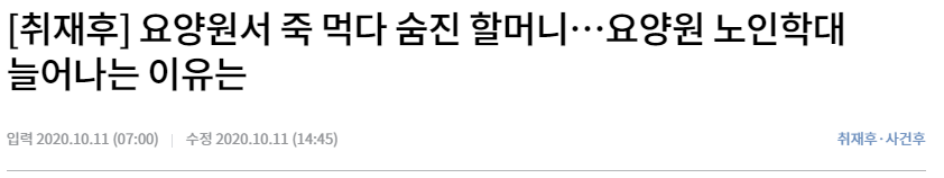 [취재후] 요양원서 죽 먹다 숨진 할머니…요양원 노인학대
늘어나는 이유는
입력 2020.10.11 (07:00) | 수정 2020.10.11 (14:45) 취재후·사건후